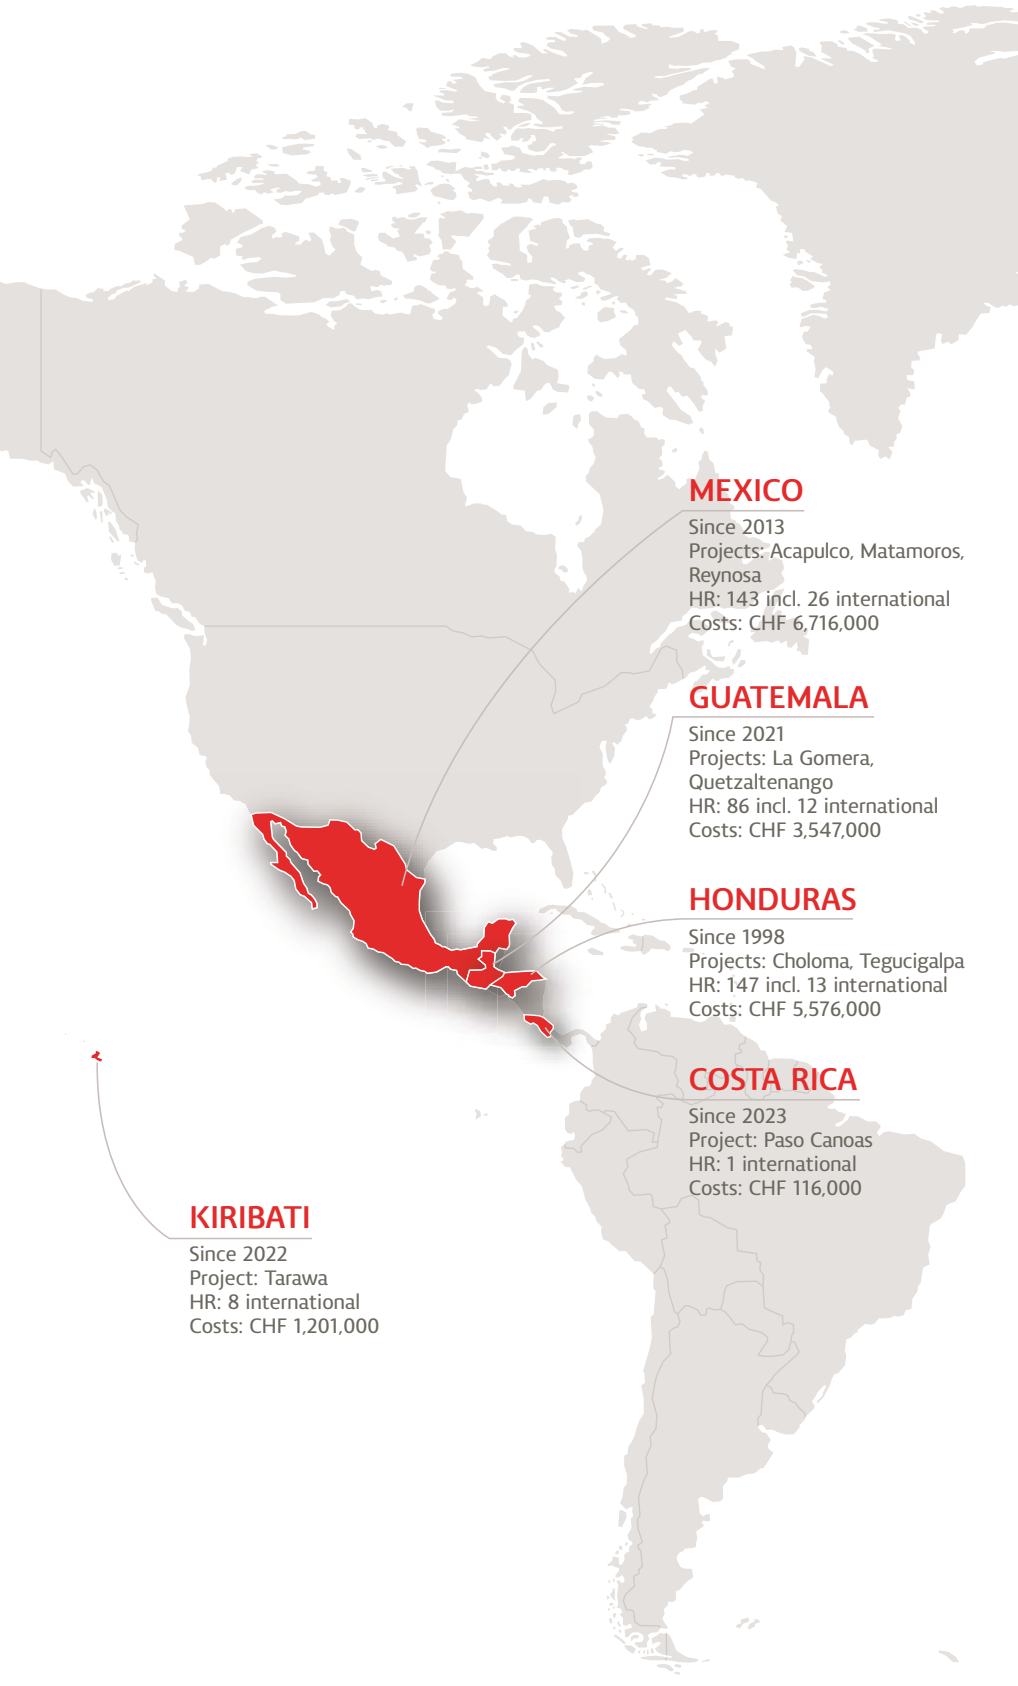 MEXICO
Since 2013
Projects: Acapulco, Matamoros,
Reynosa
HR: 143 incl. 26 international
Costs: CHF 6,716,000
GUATEMALA
Since 2021
Projects: La Gomera,
Quetzaltenango
HR: 86 incl. 12 international
Costs: CHF 3,547,000
HONDURAS
Since 1998
Projects: Choloma, Tegucigalpa
HR: 147 incl. 13 international
Costs: CHF 5,576,000
COSTA RICA
Since 2023
Project: Paso Canoas
HR: 1 international
Costs: CHF 116,000
KIRIBATI
Since 2022
Project: Tarawa
HR: 8 international
Costs: CHF 1,201,000